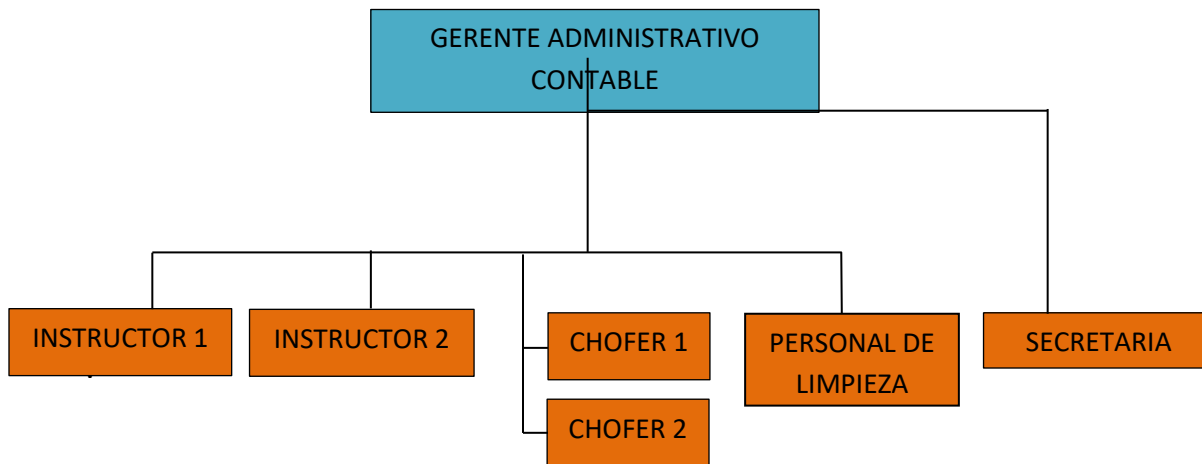 GERENTE ADMINISTRATIVO
CONTABLE
INSTRUCTOR 1
INSTRUCTOR 2
CHOFER 1
CHOFER 2
PERSONAL DE
LIMPIEZA
SECRETARIA